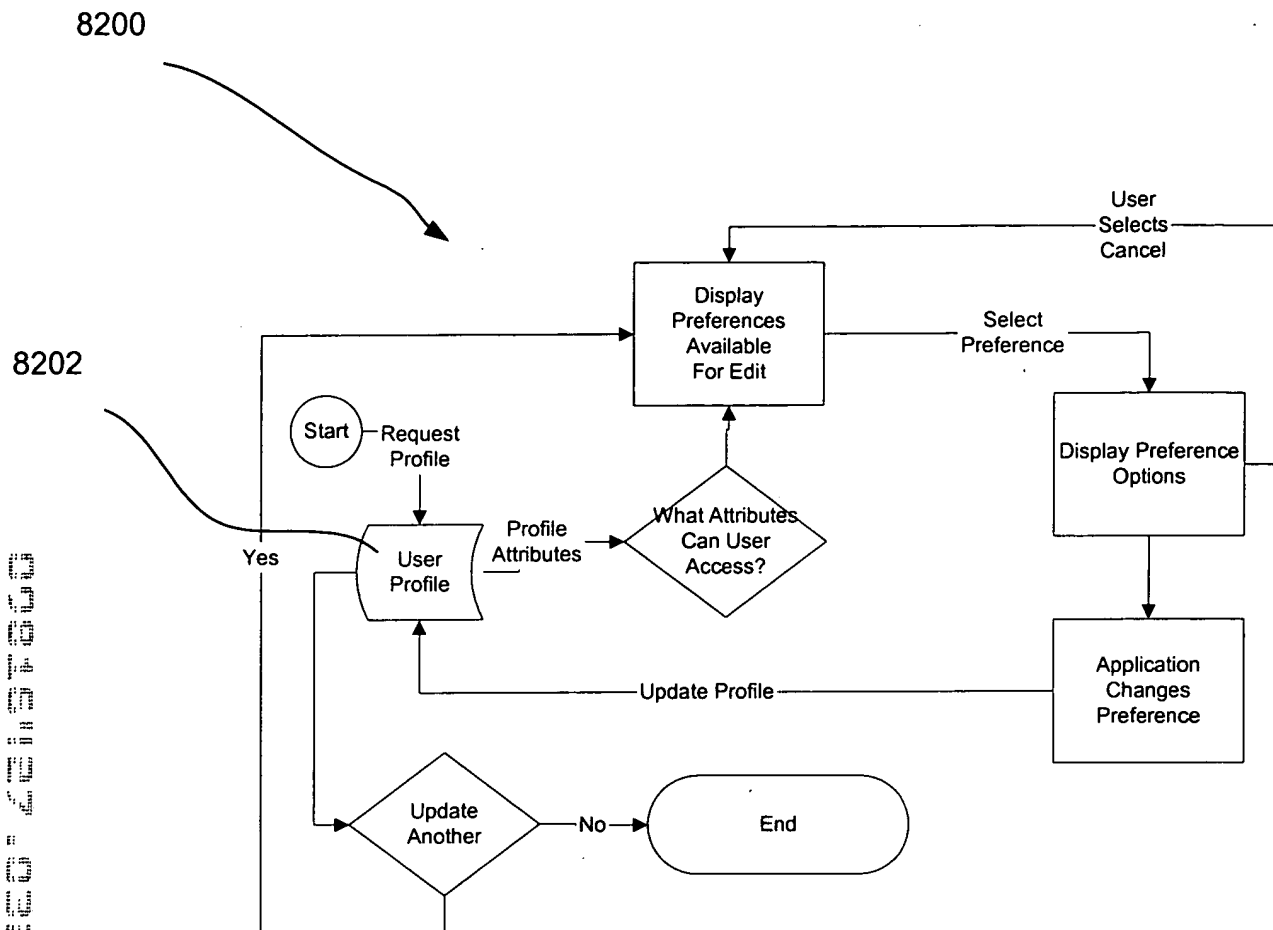 8200
User
Selects
Cancel
Display
Preferences
Available
For Edit
Select
Preference
8202
Start
Request
Profile
Display Preference
Options
What Attributes
Can User
Access?
Profile
Attributes
User
Profile
Yes
Application
Changes
Preference
Update Profile
Update
Another
No
End